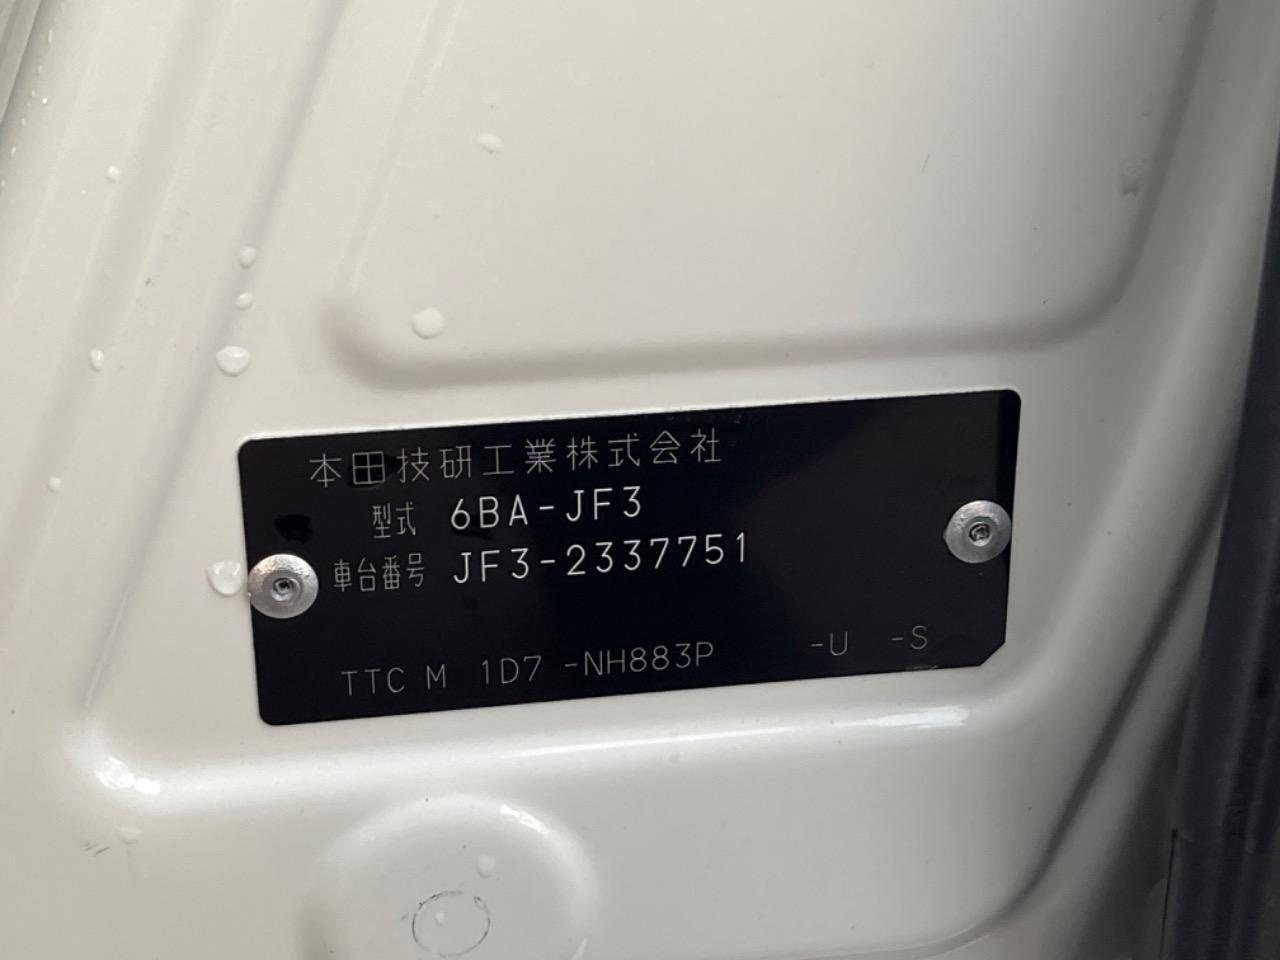 本田技研工業株式会社
型式 6BA-JF3
車台番号 JF3-2337751
TTC M 1D7 -NH883P -U -S